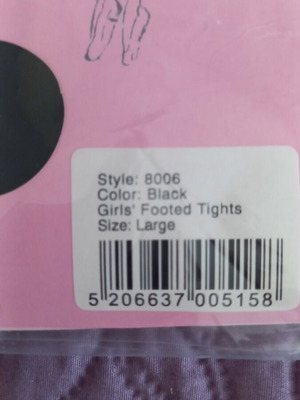 Style: 8006
Color: Black
Girls' Footed Tights
Size: Large
5 206637 005158